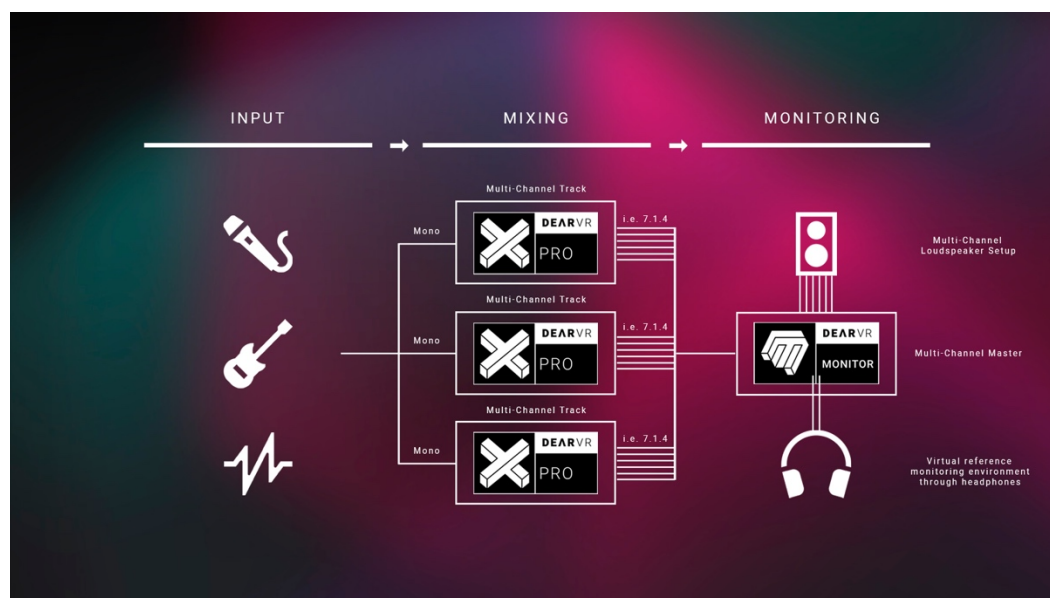 INPUT
MIXING
MONITORING
Multi-Channel Track
Mono
DEARVR
PRO
i.e. 7.1.4
Multi-Channel Track
Mono
DEARVR
PRO
i.e. 7.1.4
Multi-Channel Track
Mono
DEARVR
PRO
i.e. 7.1.4
Multi-Channel
Loudspeaker Setup
DEARVR
MONITOR
Multi-Channel Master
Virtual reference
monitoring environment
through headphones